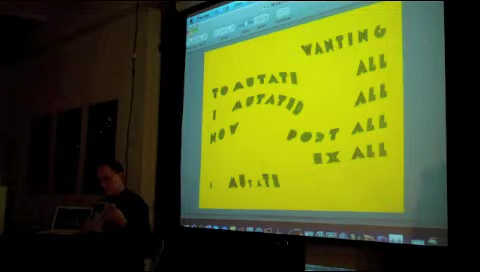 WANTING
TO MUTATE ALL
I MUTATED ALL
NOW POST ALL
EX ALL
I MUTATE